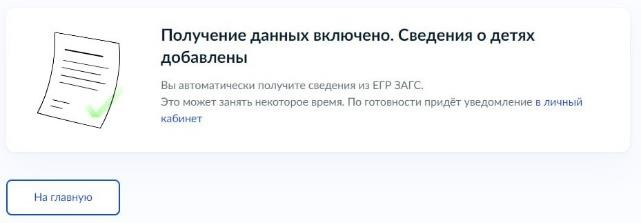 Получение данных включено. Сведения о детях
добавлены
Вы автоматически получите сведения из ЕГР ЗАГС.
Это может занять некоторое время. По готовности придёт уведомление в личный
кабинет
На главную